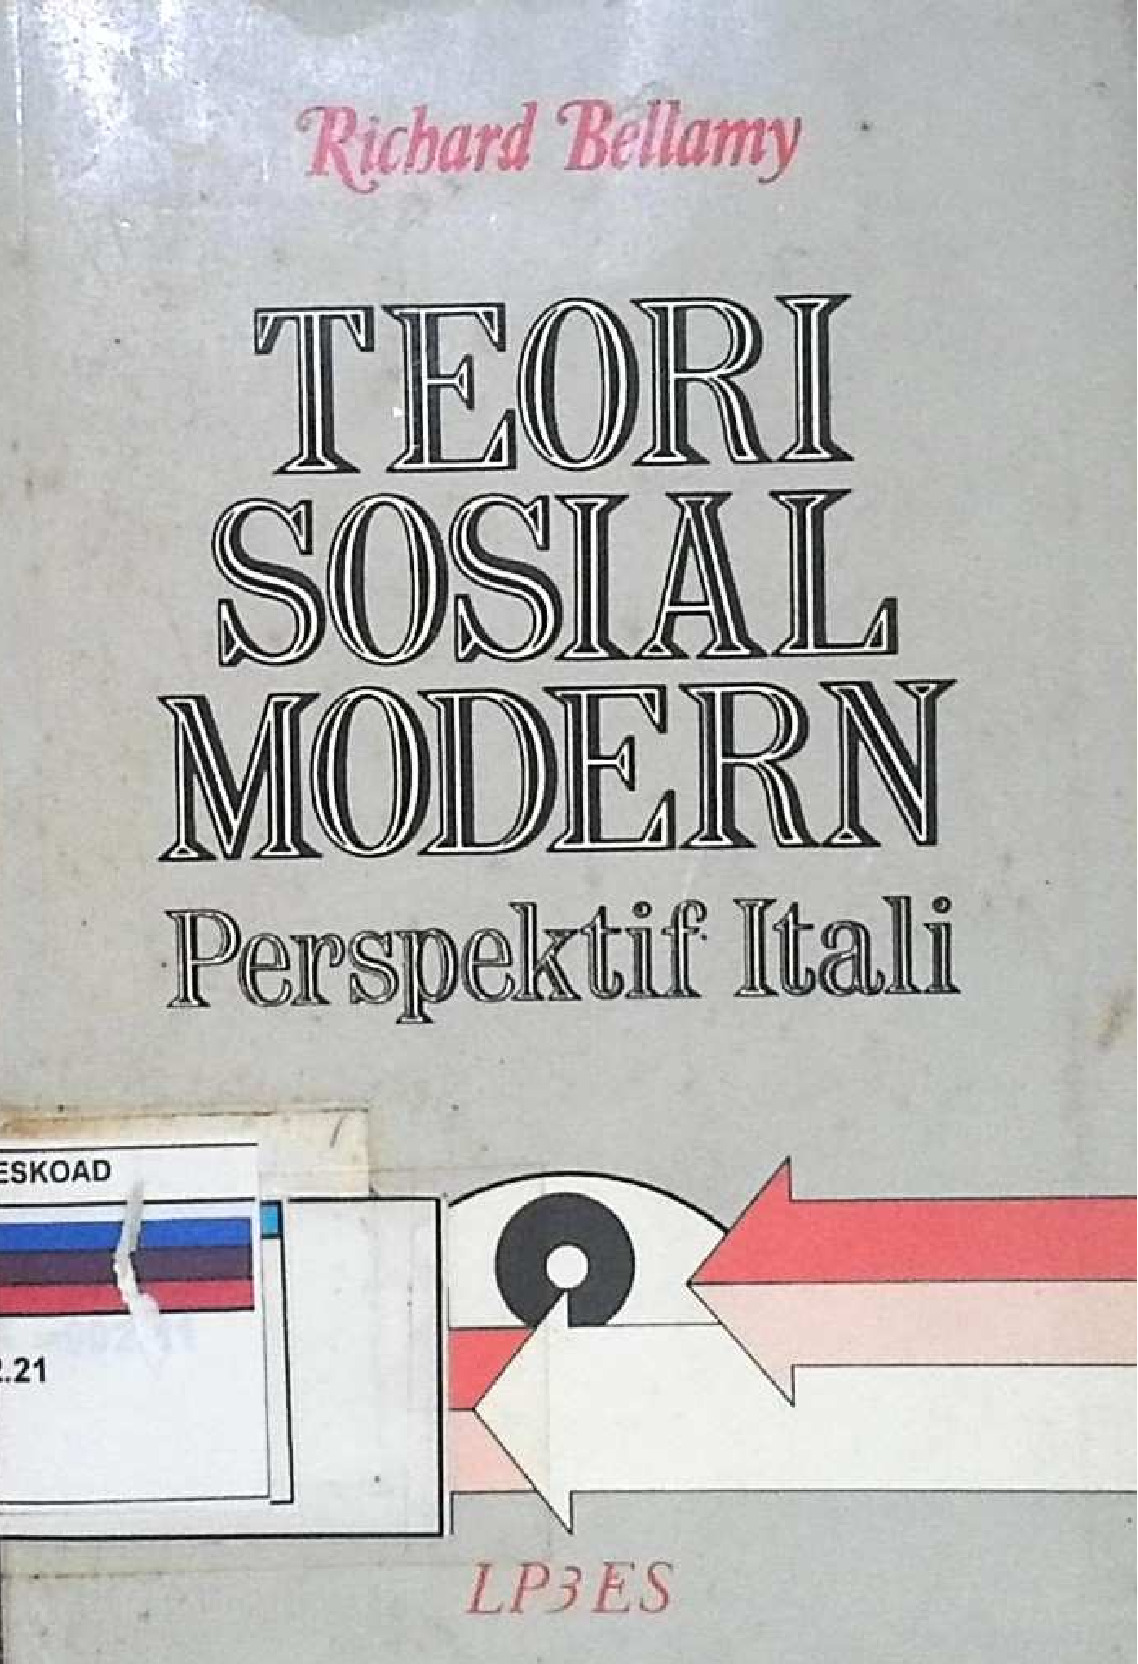 Richard Bellamy
TEORI
SOSIAL
MODERN
Perspektif Itali
ESKOAD
.21
LP3ES